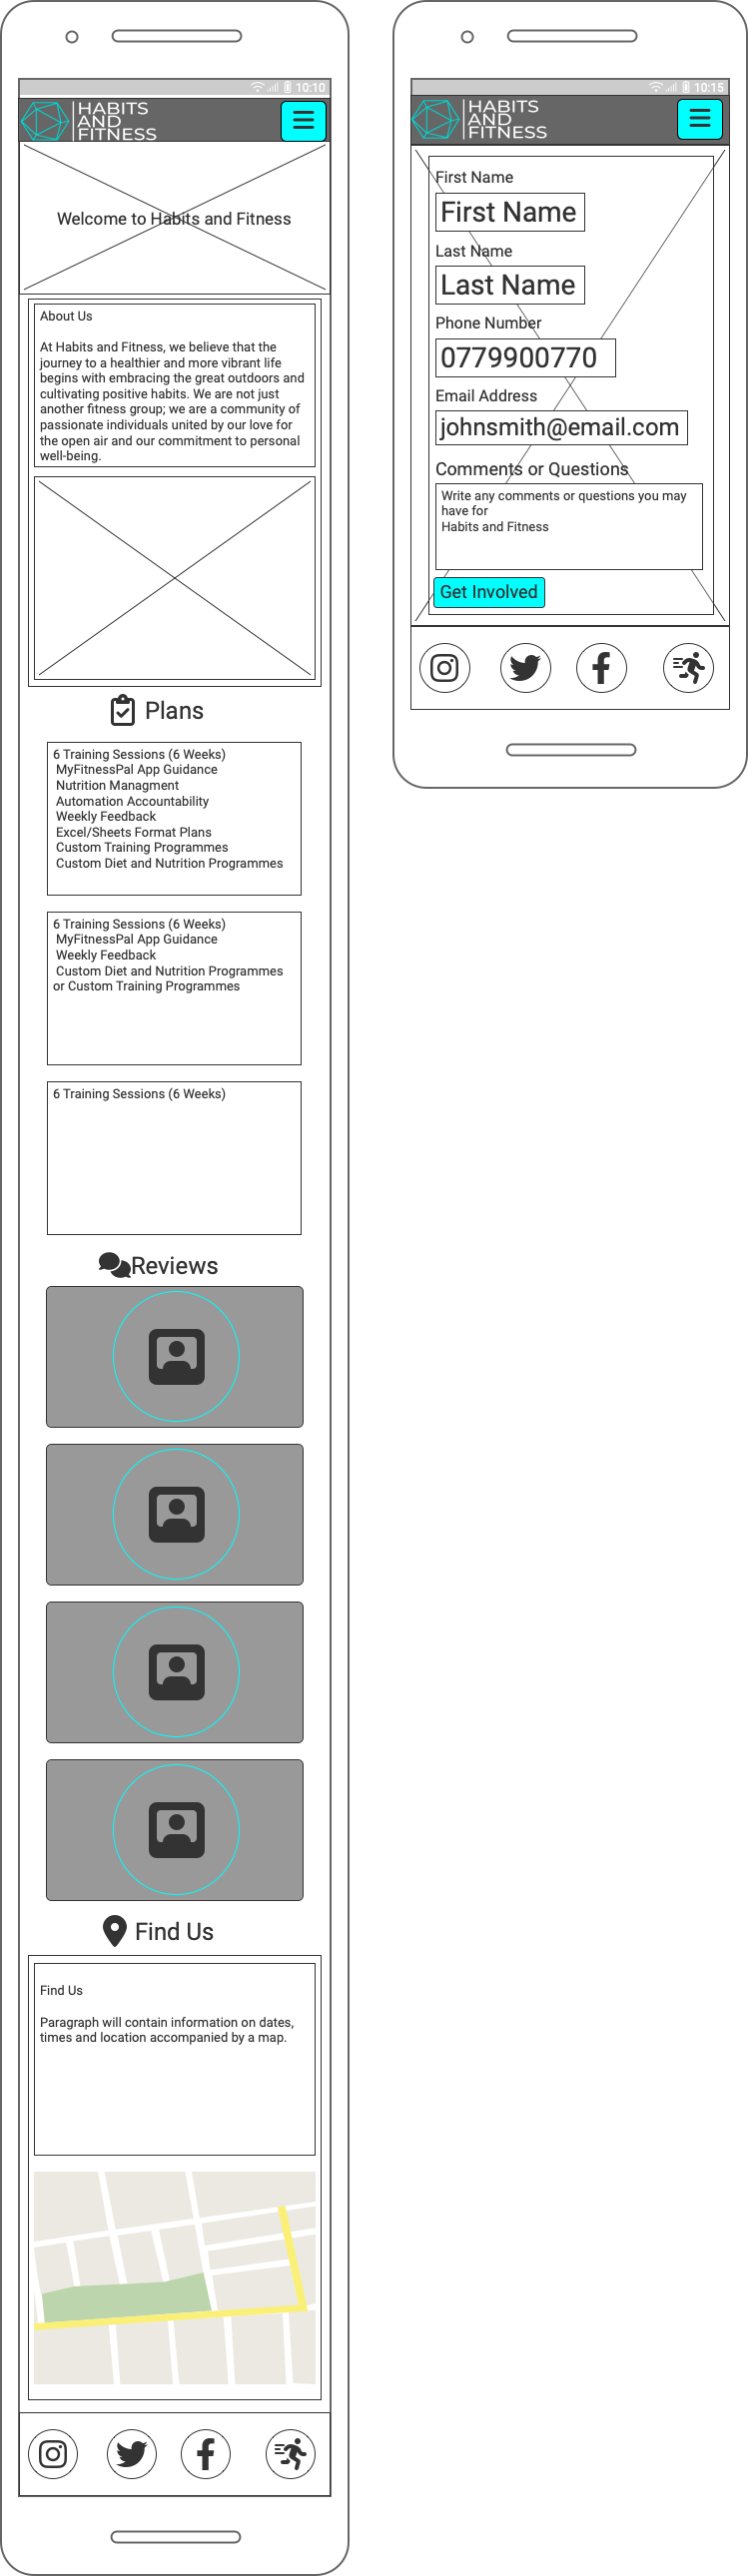 10:10
HABITS
AND
FITNESS
Welcome to Habits and Fitness
About Us
At Habits and Fitness, we believe that the
journey to a healthier and more vibrant life
begins with embracing the great outdoors and
cultivating positive habits. We are not just
another fitness group; we are a community of
passionate individuals united by our love for
the open air and our commitment to personal
well-being.
Plans
6 Training Sessions (6 Weeks)
MyFitnessPal App Guidance
Nutrition Managment
Automation Accountability
Weekly Feedback
Excel/Sheets Format Plans
Custom Training Programmes
Custom Diet and Nutrition Programmes
6 Training Sessions (6 Weeks)
MyFitnessPal App Guidance
Weekly Feedback
Custom Diet and Nutrition Programmes
or Custom Training Programmes
6 Training Sessions (6 Weeks)
Reviews
Find Us
Find Us
Paragraph will contain information on dates,
times and location accompanied by a map.
10:15
HABITS
AND
FITNESS
First Name
First Name
Last Name
Last Name
Phone Number
0779900770
Email Address
johnsmith@email.com
Comments or Questions
Write any comments or questions you may
have for
Habits and Fitness
Get Involved